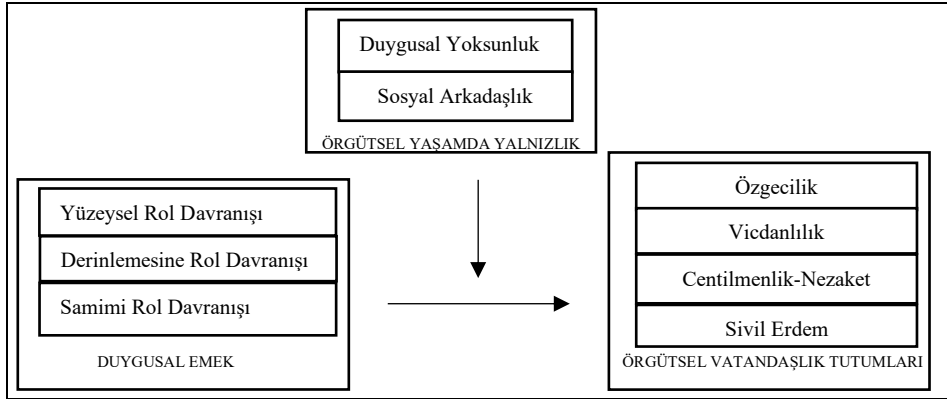 Duygusal Yoksunluk
Sosyal Arkadaşlık
ÖRGÜTSEL YAŞAMDA YALNIZLIK
Yüzeysel Rol Davranışı
Derinlemesine Rol Davranışı
Samimi Rol Davranışı
DUYGUSAL EMEK
Özgecilik
Vicdanlılık
Centilmenlik-Nezaket
Sivil Erdem
ÖRGÜTSEL VATANDAŞLIK TUTUMLARI